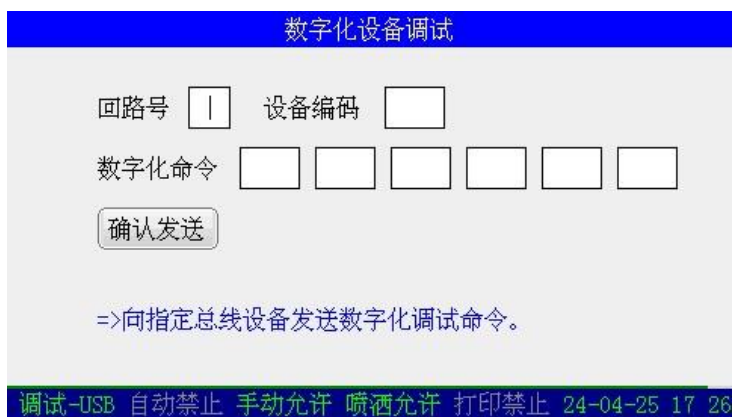 数字化设备调试
回路号 设备编码
数字化命令
确认发送
=>向指定总线设备发送数字化调试命令。
调试-USB 自动禁止 手动允许 喷洒允许 打印禁止 24-04-25 17 26